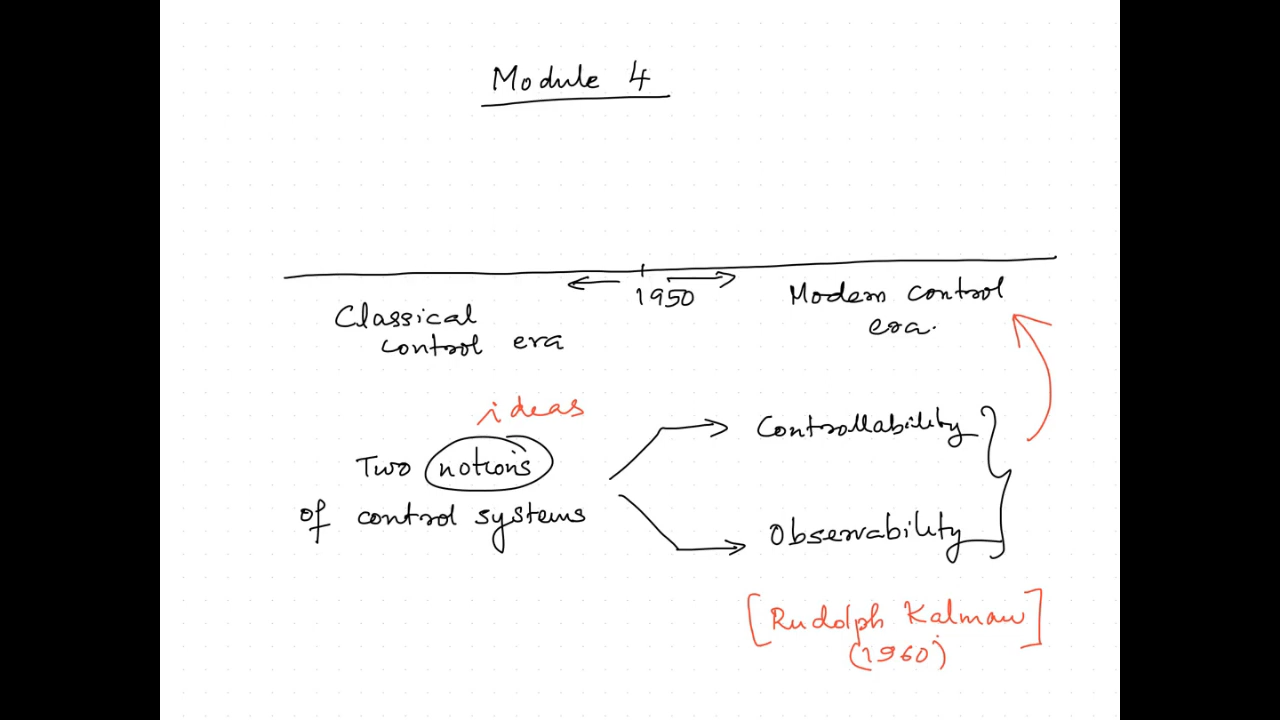 Module 4
1950
Classical
control era
Modern control
era.
ideas
Two notions
of control systems
Controllability
Observability
[Rudolph Kalman]
(1960)